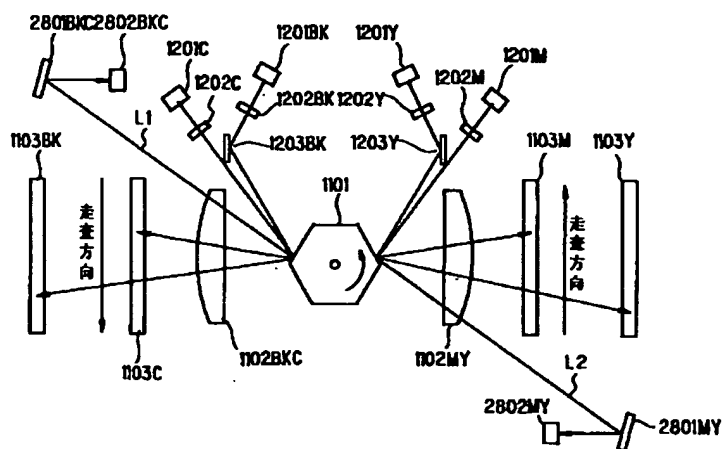 2801BKC
2802BKC
1201C
1201BK
1201Y
1201M
1202C
1202BK
1202Y
1202M
1203BK
1203Y
L1
1103BK
1101
1103M
1103Y
走査方向
走査方向
1103C
1102BKC
1102MY
L2
2802MY
2801MY